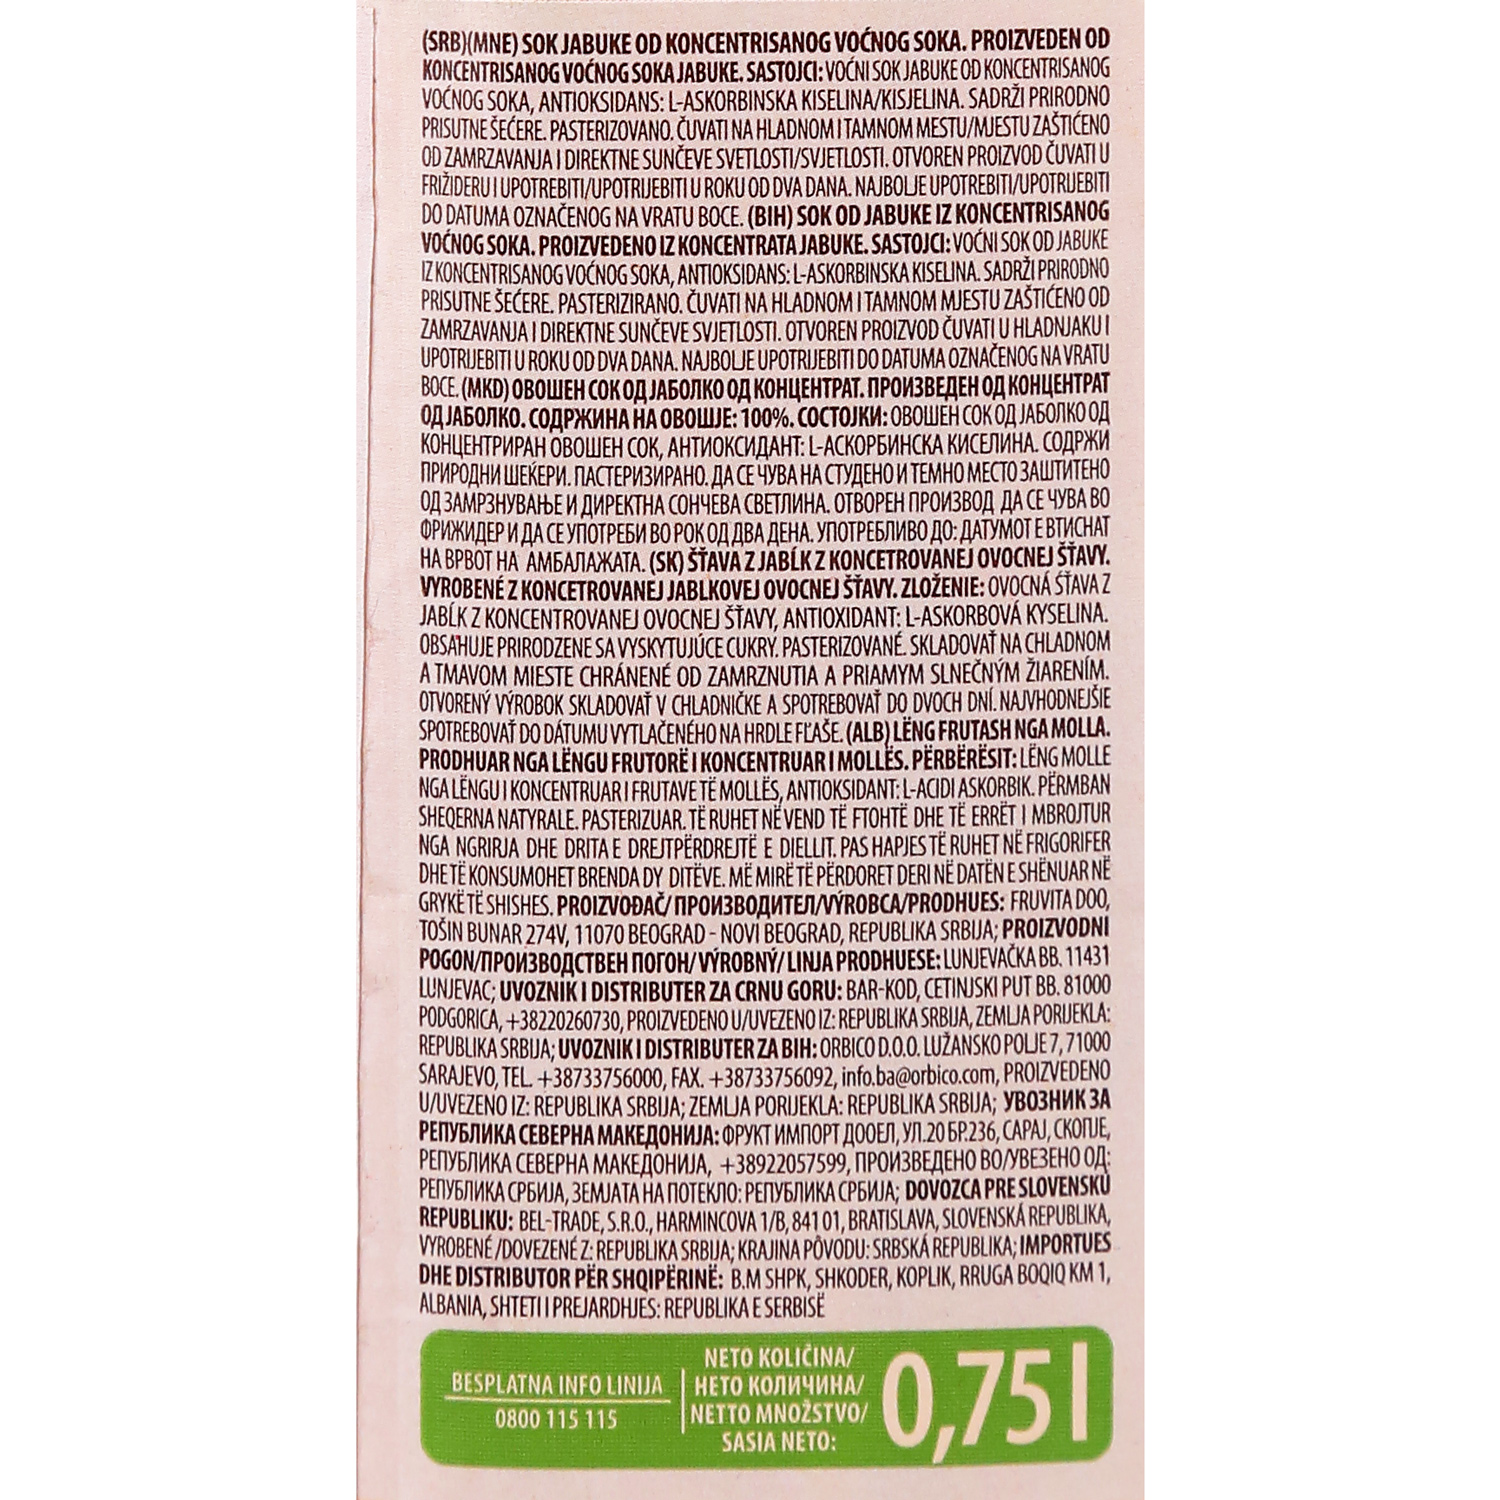 (SRB)(MNE) SOK JABUKE OD KONCENTRISANOG VOĆNOG SOKA. PROIZVEDEN OD
KONCENTRISANOG VOĆNOG SOKA JABUKE. SASTOJCI: VOĆNI SOK JABUKE OD KONCENTRISANOG
VOĆNOG SOKA, ANTIOKSIDANS: L-ASKORBINSKA KISELINA/KISJELINA. SADRŽI PRIRODNO
PRISUTNE ŠEĆERE. PASTERIZOVANO. ČUVATI NA HLADNOM I TAMNOM MESTU/MJESTU ZAŠTIĆENO
OD ZAMRZAVANJA I DIREKTNE SUNČEVE SVETLOSTI/SVJETLOSTI. OTVOREN PROIZVOD ČUVATI U
FRIŽIDERU I UPOTREBITI/UPOTRIJEBITI U ROKU OD DVA DANA. NAJBOLJE UPOTREBITI/UPOTRIJEBITI
DO DATUMA OZNAČENOG NA VRATU BOCE. (BIH) SOK OD JABUKE IZ KONCENTRISANOG
VOĆNOG SOKA. PROIZVEDENO IZ KONCENTRATA JABUKE. SASTOJCI: VOĆNI SOK OD JABUKE
IZ KONCENTRISANOG VOĆNOG SOKA, ANTIOKSIDANS: L-ASKORBINSKA KISELINA. SADRŽI PRIRODNO
PRISUTNE ŠEĆERE. PASTERIZIRANO. ČUVATI NA HLADNOM I TAMNOM MJESTU ZAŠTIĆENO OD
ZAMRZAVANJA I DIREKTNE SUNČEVE SVJETLOSTI. OTVOREN PROIZVOD ČUVATI U HLADNJAKU I
UPOTRIJEBITI U ROKU OD DVA DANA. NAJBOLJE UPOTRIJEBITI DO DATUMA OZNAČENOG NA VRATU
BOCE. (MKD) ОВОШЕН СОК ОД ЈАБОЛКО ОД КОНЦЕНТРАТ. ПРОИЗВЕДЕН ОД КОНЦЕНТРАТ
ОД ЈАБОЛКО. СОДРЖИНА НА ОВОШЈЕ: 100%. СОСТОЈКИ: ОВОШЕН СОК ОД ЈАБОЛКО ОД
КОНЦЕНТРИРАН ОВОШЕН СОК, АНТИОКСИДАНТ: L-АСКОРБИНСКА КИСЕЛИНА. СОДРЖИ
ПРИРОДНИ ШЕЌЕРИ. ПАСТЕРИЗИРАНО. ДА СЕ ЧУВА НА СТУДЕНО И ТЕМНО МЕСТО ЗАШТИТЕНО
ОД ЗАМРЗНУВАЊЕ И ДИРЕКТНА СОНЧЕВА СВЕТЛИНА. ОТВОРЕН ПРОИЗВОД ДА СЕ ЧУВА ВО
ФРИЖИДЕР И ДА СЕ УПОТРЕБИ ВО РОК ОД ДВА ДЕНА. УПОТРЕБЛИВО ДО: ДАТУМОТ Е ВТИСНАТ
НА ВРВОТ НА АМБАЛАЖАТА. (SK) ŠŤAVA Z JABĹK Z KONCETROVANEJ OVOCNEJ ŠŤAVY.
VYROBENÉ Z KONCETROVANEJ JABLKOVEJ OVOCNEJ ŠŤAVY. ZLOŽENIE: OVOCNÁ ŠŤAVA Z
JABĹK Z KONCENTROVANEJ OVOCNEJ ŠŤAVY, ANTIOXIDANT: L-ASKORBOVÁ KYSELINA.
OBSAHUJE PRIRODZENE SA VYSKYTUJÚCE CUKRY. PASTERIZOVANÉ. SKLADOVAŤ NA CHLADNOM
A TMAVOM MIESTE CHRÁNENÉ OD ZAMRZNUTIA A PRIAMYM SLNEČNÝM ŽIARENÍM.
OTVORENÝ VÝROBOK SKLADOVAŤ V CHLADNIČKE A SPOTREBOVAŤ DO DVOCH DNÍ. NAJVHODNEJŠIE
SPOTREBOVAŤ DO DÁTUMU VYTLAČENÉHO NA HRDLE FĽAŠE. (ALB) LËNG FRUTASH NGA MOLLA.
PRODHUAR NGA LËNGU FRUTORË I KONCENTRUAR I MOLLËS. PËRBËRËSIT: LËNG MOLLE
NGA LËNGU I KONCENTRUAR I FRUTAVE TË MOLLËS, ANTIOKSIDANT: L-ACIDI ASKORBIK. PËRMBAN
SHEQERNA NATYRALE. PASTERIZUAR. TË RUHET NË VEND TË FTOHTË DHE TË ERRËT I MBROJTUR
NGA NGRIRJA DHE DRITA E DREJTPËRDREJTË E DIELLIT. PAS HAPJES TË RUHET NË FRIGORIFER
DHE TË KONSUMOHET BRENDA DY DITËVE. MË MIRË TË PËRDORET DERI NË DATËN E SHËNUAR NË
GRYKË TË SHISHES. PROIZVOĐAČ/ ПРОИЗВОДИТЕЛ/VÝROBCA/PRODHUES: FRUVITA DOO,
TOŠIN BUNAR 274V, 11070 BEOGRAD - NOVI BEOGRAD, REPUBLIKA SRBIJA; PROIZVODNI
POGON/ПРОИЗВОДСТВЕН ПОГОН/ VÝROBNÝ/ LINJA PRODHUESE: LUNJEVAČKA BB. 11431
LUNJEVAC; UVOZNIK I DISTRIBUTER ZA CRNU GORU: BAR-KOD, CETINJSKI PUT BB. 81000
PODGORICA, +38220260730, PROIZVEDENO U/UVEZENO IZ: REPUBLIKA SRBIJA, ZEMLJA PORIJEKLA:
REPUBLIKA SRBIJA; UVOZNIK I DISTRIBUTER ZA BIH: ORBICO D.O.O. LUŽANSKO POLJE 7, 71000
SARAJEVO, TEL. +38733756000, FAX. +38733756092, info.ba@orbico.com, PROIZVEDENO
U/UVEZENO IZ: REPUBLIKA SRBIJA; ZEMLJA PORIJEKLA: REPUBLIKA SRBIJA; УВОЗНИК ЗА
РЕПУБЛИКА СЕВЕРНА МАКЕДОНИЈА: ФРУКТ ИМПОРТ ДООЕЛ, УЛ.20 БР.236, САРАЈ, СКОПЈЕ,
РЕПУБЛИКА СЕВЕРНА МАКЕДОНИЈА, +38922057599, ПРОИЗВЕДЕНО ВО/УВЕЗЕНО ОД:
РЕПУБЛИКА СРБИЈА, ЗЕМЈАТА НА ПОТЕКЛО: РЕПУБЛИКА СРБИЈА; DOVOZCA PRE SLOVENSKÚ
REPUBLIKU: BEL-TRADE, S.R.O., HARMINCOVA 1/B, 841 01, BRATISLAVA, SLOVENSKÁ REPUBLIKA,
VYROBENÉ /DOVEZENÉ Z: REPUBLIKA SRBIJA; KRAJINA PÔVODU: SRBSKÁ REPUBLIKA; IMPORTUES
DHE DISTRIBUTOR PËR SHQIPËRINË: B.M SHPK, SHKODER, KOPLIK, RRUGA BOQIQ KM 1,
ALBANIA, SHTETI I PREJARDHJES: REPUBLIKA E SERBISË
BESPLATNA INFO LINIJA
0800 115 115
NETO KOLIČINA/
НЕТО КОЛИЧИНА/
NETTO MNOŽSTVO/
SASIA NETO:
0,75 l